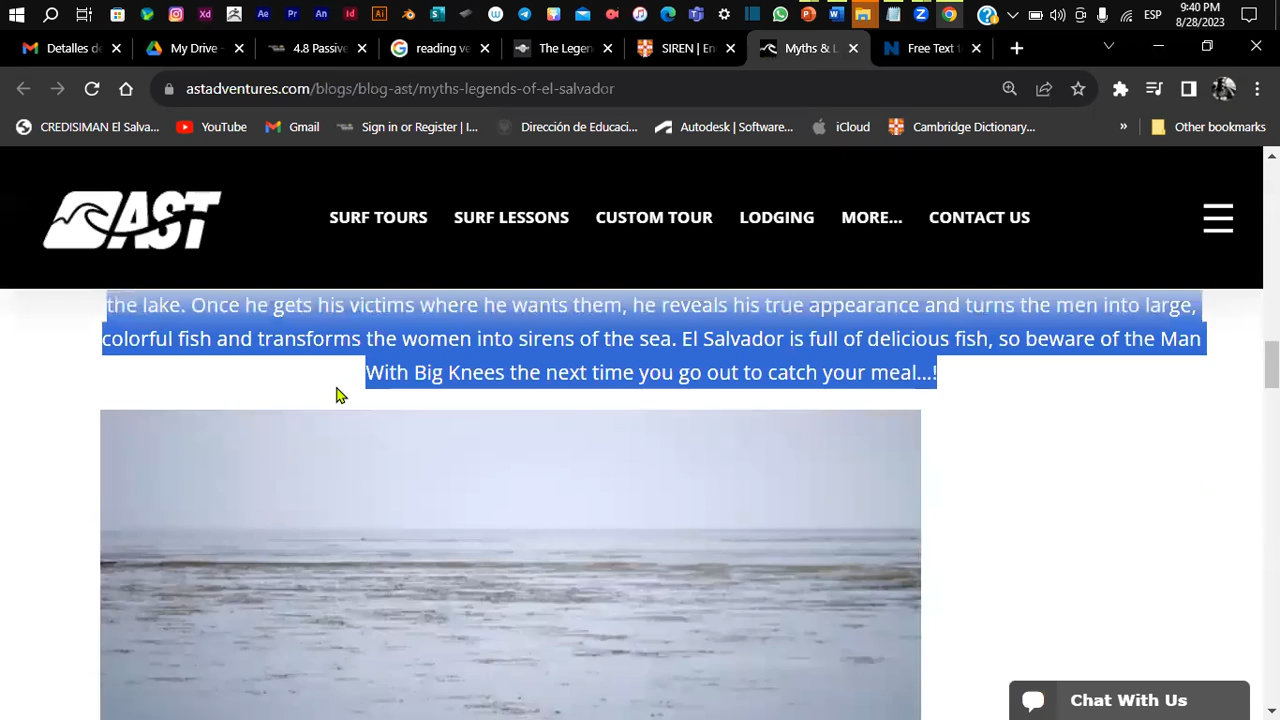 9:40 PM
ESP
8/28/2023
Detalles de
My Drive -
4.8 Passive
reading ve
The Legen
SIREN | En
Myths & L
Free Text
astadventures.com/blogs/blog-ast/myths-legends-of-el-salvador
CREDISIMAN El Salva...
YouTube
Gmail
Sign in or Register | I...
Dirección de Educaci...
Autodesk | Software...
iCloud
Cambridge Dictionary...
»
Other bookmarks
AST
SURF TOURS
SURF LESSONS
CUSTOM TOUR
LODGING
MORE...
CONTACT US
the lake. Once he gets his victims where he wants them, he reveals his true appearance and turns the men into large,
colorful fish and transforms the women into sirens of the sea. El Salvador is full of delicious fish, so beware of the Man
With Big Knees the next time you go out to catch your meal...!
Chat With Us